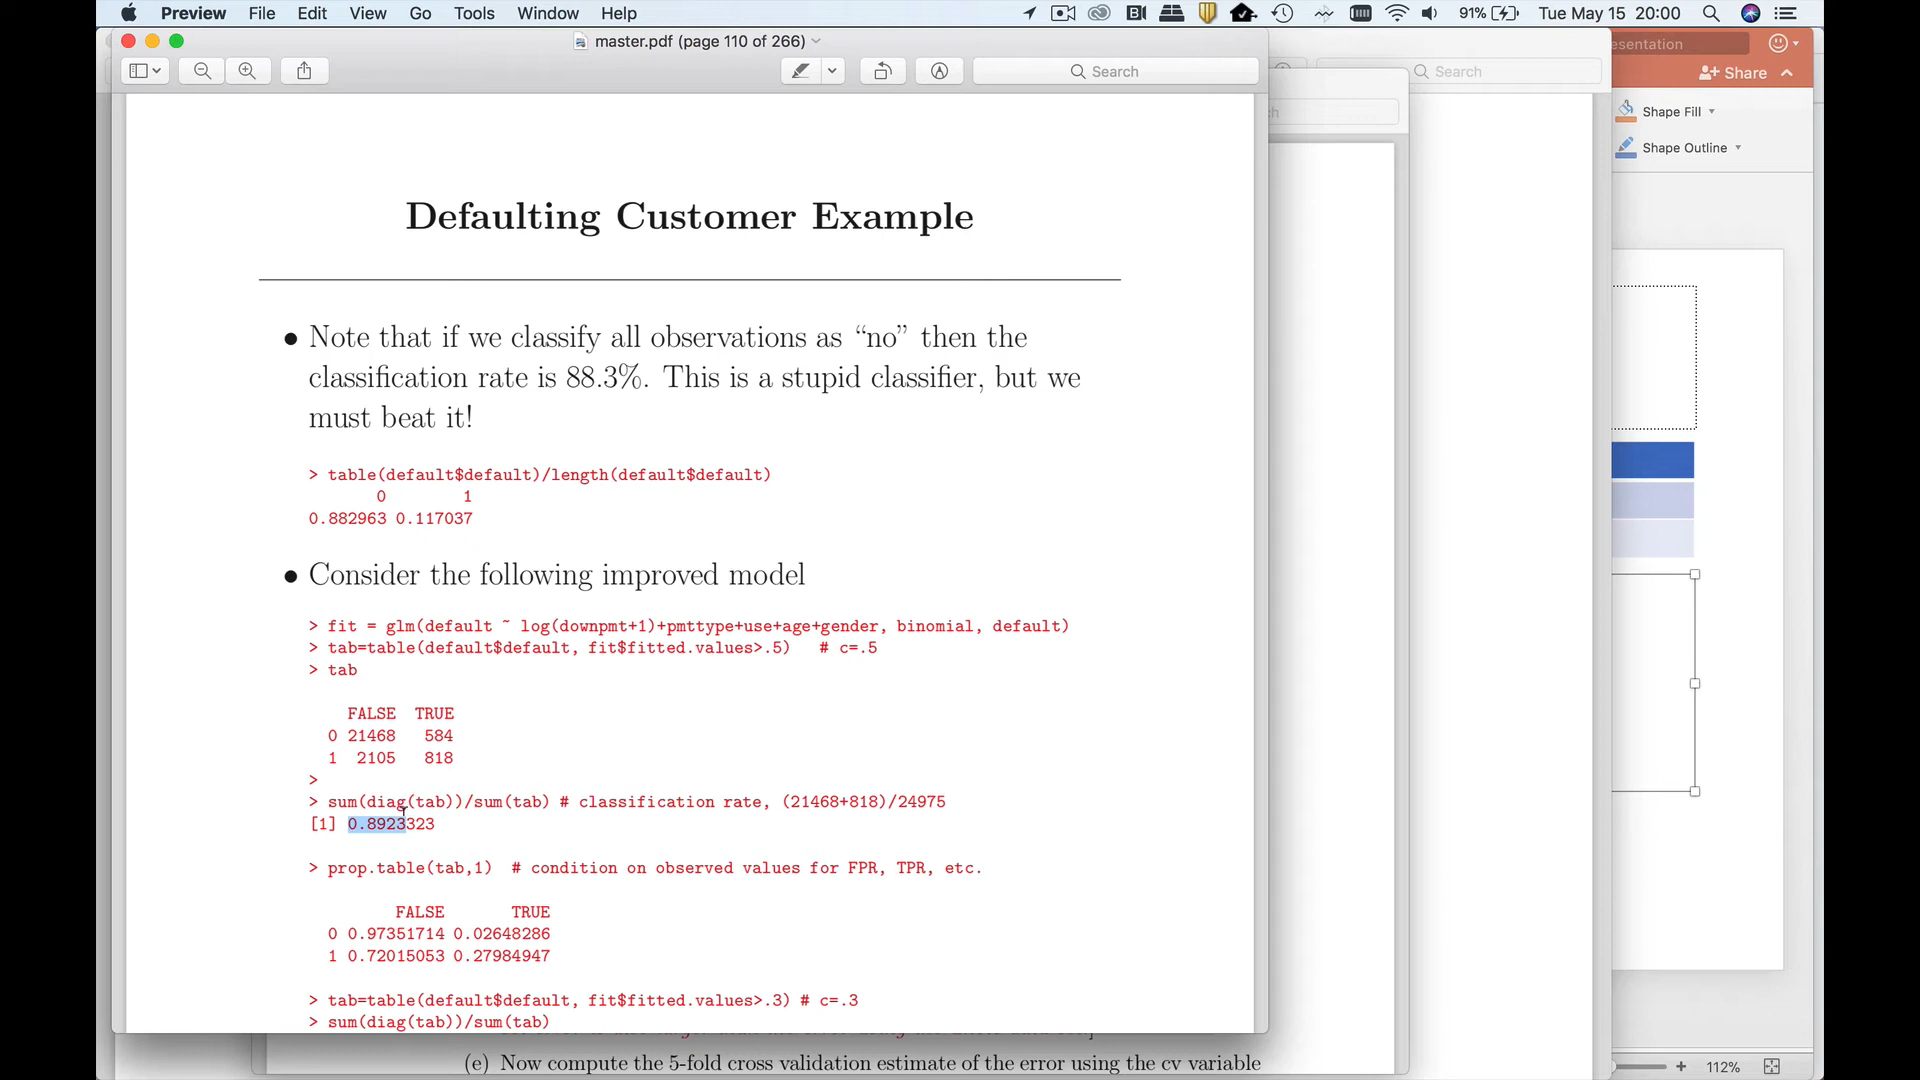 Preview File Edit View Go Tools Window Help 91% Tue May 15 20:00
master.pdf (page 110 of 266)
Search
Search
esentation
Share
Shape Fill
Shape Outline
Defaulting Customer Example
• Note that if we classify all observations as “no” then the
classification rate is 88.3%. This is a stupid classifier, but we
must beat it!
> table(default$default)/length(default$default)
0 1
0.882963 0.117037
• Consider the following improved model
> fit = glm(default ~ log(downpmt+1)+pmttype+use+age+gender, binomial, default)
> tab=table(default$default, fit$fitted.values>.5) # c=.5
> tab
FALSE TRUE
0 21468 584
1 2105 818
>
> sum(diag(tab))/sum(tab) # classification rate, (21468+818)/24975
[1] 0.8923323
> prop.table(tab,1) # condition on observed values for FPR, TPR, etc.
FALSE TRUE
0 0.97351714 0.02648286
1 0.72015053 0.27984947
> tab=table(default$default, fit$fitted.values>.3) # c=.3
> sum(diag(tab))/sum(tab)
(e) Now compute the 5-fold cross validation estimate of the error using the cv variable
112%